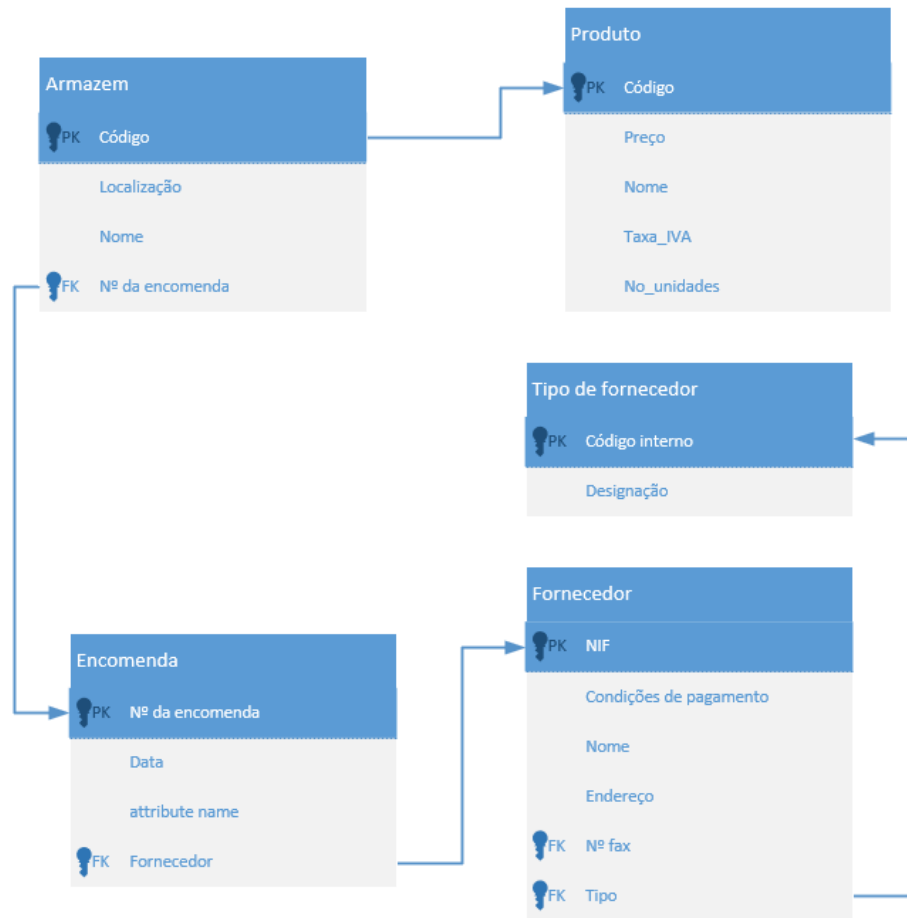 Armazem
PK Código
Localização
Nome
FK Nº da encomenda
Produto
PK Código
Preço
Nome
Taxa_IVA
No_unidades
Tipo de fornecedor
PK Código interno
Designação
Encomenda
PK Nº da encomenda
Data
attribute name
FK Fornecedor
Fornecedor
PK NIF
Condições de pagamento
Nome
Endereço
FK Nº fax
FK Tipo